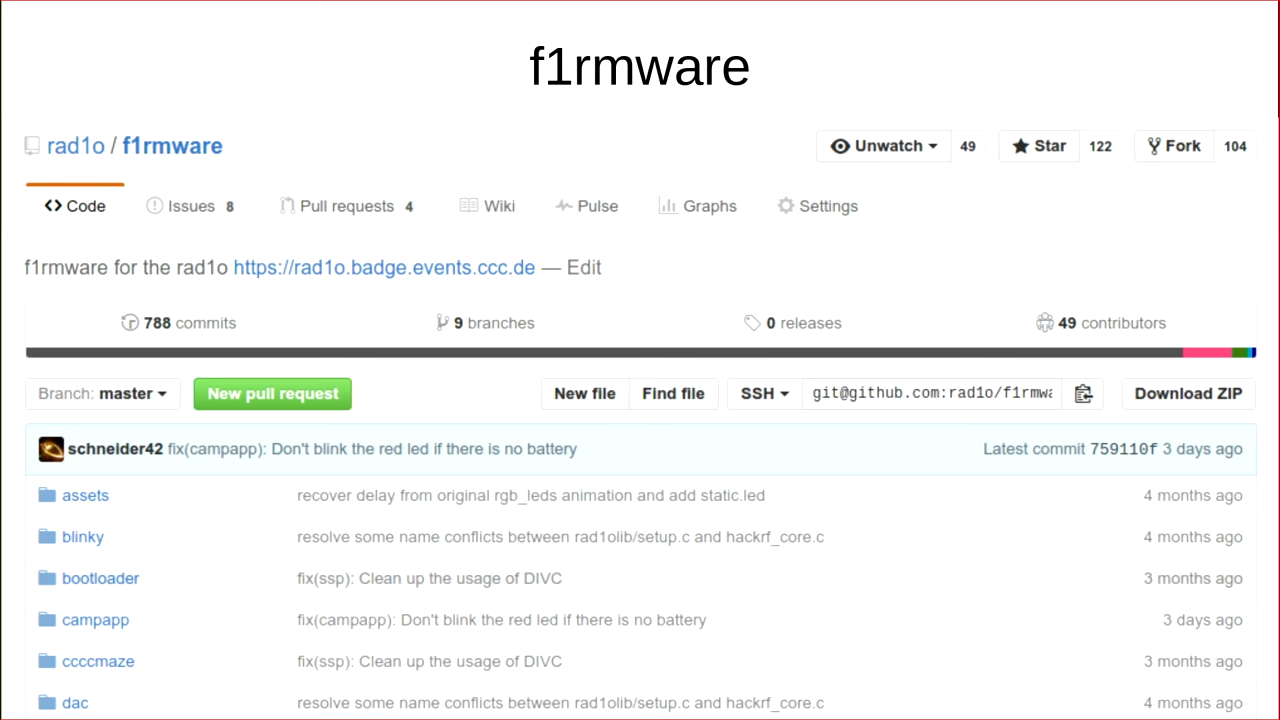 f1rmware
rad1o / f1rmware
Unwatch 49 Star 122 Fork 104
Code Issues 8 Pull requests 4 Wiki Pulse Graphs Settings
f1rmware for the rad1o https://rad1o.badge.events.ccc.de — Edit
788 commits 9 branches 0 releases 49 contributors
Branch: master New pull request New file Find file SSH git@github.com:rad1o/f1rmwa Download ZIP
schneider42 fix(campapp): Don't blink the red led if there is no battery Latest commit 759110f 3 days ago
assets recover delay from original rgb_leds animation and add static.led 4 months ago
blinky resolve some name conflicts between rad1olib/setup.c and hackrf_core.c 4 months ago
bootloader fix(ssp): Clean up the usage of DIVC 3 months ago
campapp fix(campapp): Don't blink the red led if there is no battery 3 days ago
ccccmaze fix(ssp): Clean up the usage of DIVC 3 months ago
dac resolve some name conflicts between rad1olib/setup.c and hackrf_core.c 4 months ago